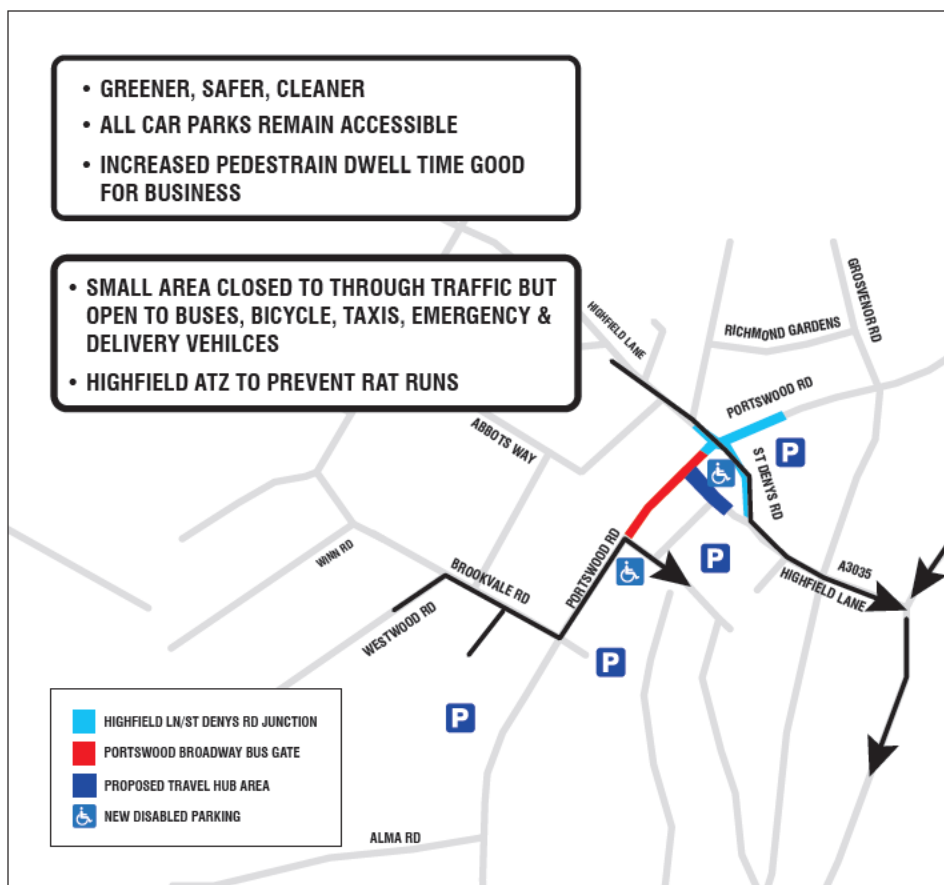 • GREENER, SAFER, CLEANER
• ALL CAR PARKS REMAIN ACCESSIBLE
• INCREASED PEDESTRAIN DWELL TIME GOOD
FOR BUSINESS
• SMALL AREA CLOSED TO THROUGH TRAFFIC BUT
OPEN TO BUSES, BICYCLE, TAXIS, EMERGENCY &
DELIVERY VEHILCES
• HIGHFIELD ATZ TO PREVENT RAT RUNS
GROSVENOR RD
HIGHFIELD LANE
RICHMOND GARDENS
PORTSWOOD RD
ABBOTS WAY
P
ST DENYS RD
WINN RD
BROOKVALE RD
PORTSWOOD RD
P
A3035
HIGHFIELD LANE
WESTWOOD RD
P
P
HIGHFIELD LN/ST DENYS RD JUNCTION
PORTSWOOD BROADWAY BUS GATE
PROPOSED TRAVEL HUB AREA
NEW DISABLED PARKING
ALMA RD